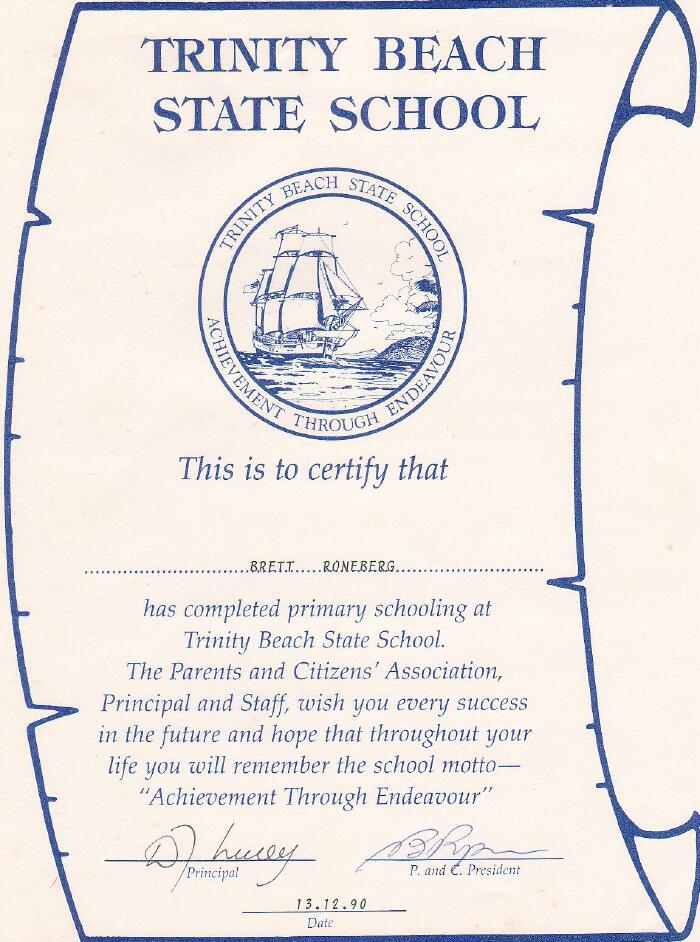 TRINITY BEACH
STATE SCHOOL
TRINITY BEACH STATE SCHOOL
ACHIEVEMENT THROUGH ENDEAVOUR
This is to certify that
BRETT RONEBERG
has completed primary schooling at
Trinity Beach State School.
The Parents and Citizens' Association,
Principal and Staff, wish you every success
in the future and hope that throughout your
life you will remember the school motto—
"Achievement Through Endeavour"
Principal
P. and C. President
13.12.90
Date